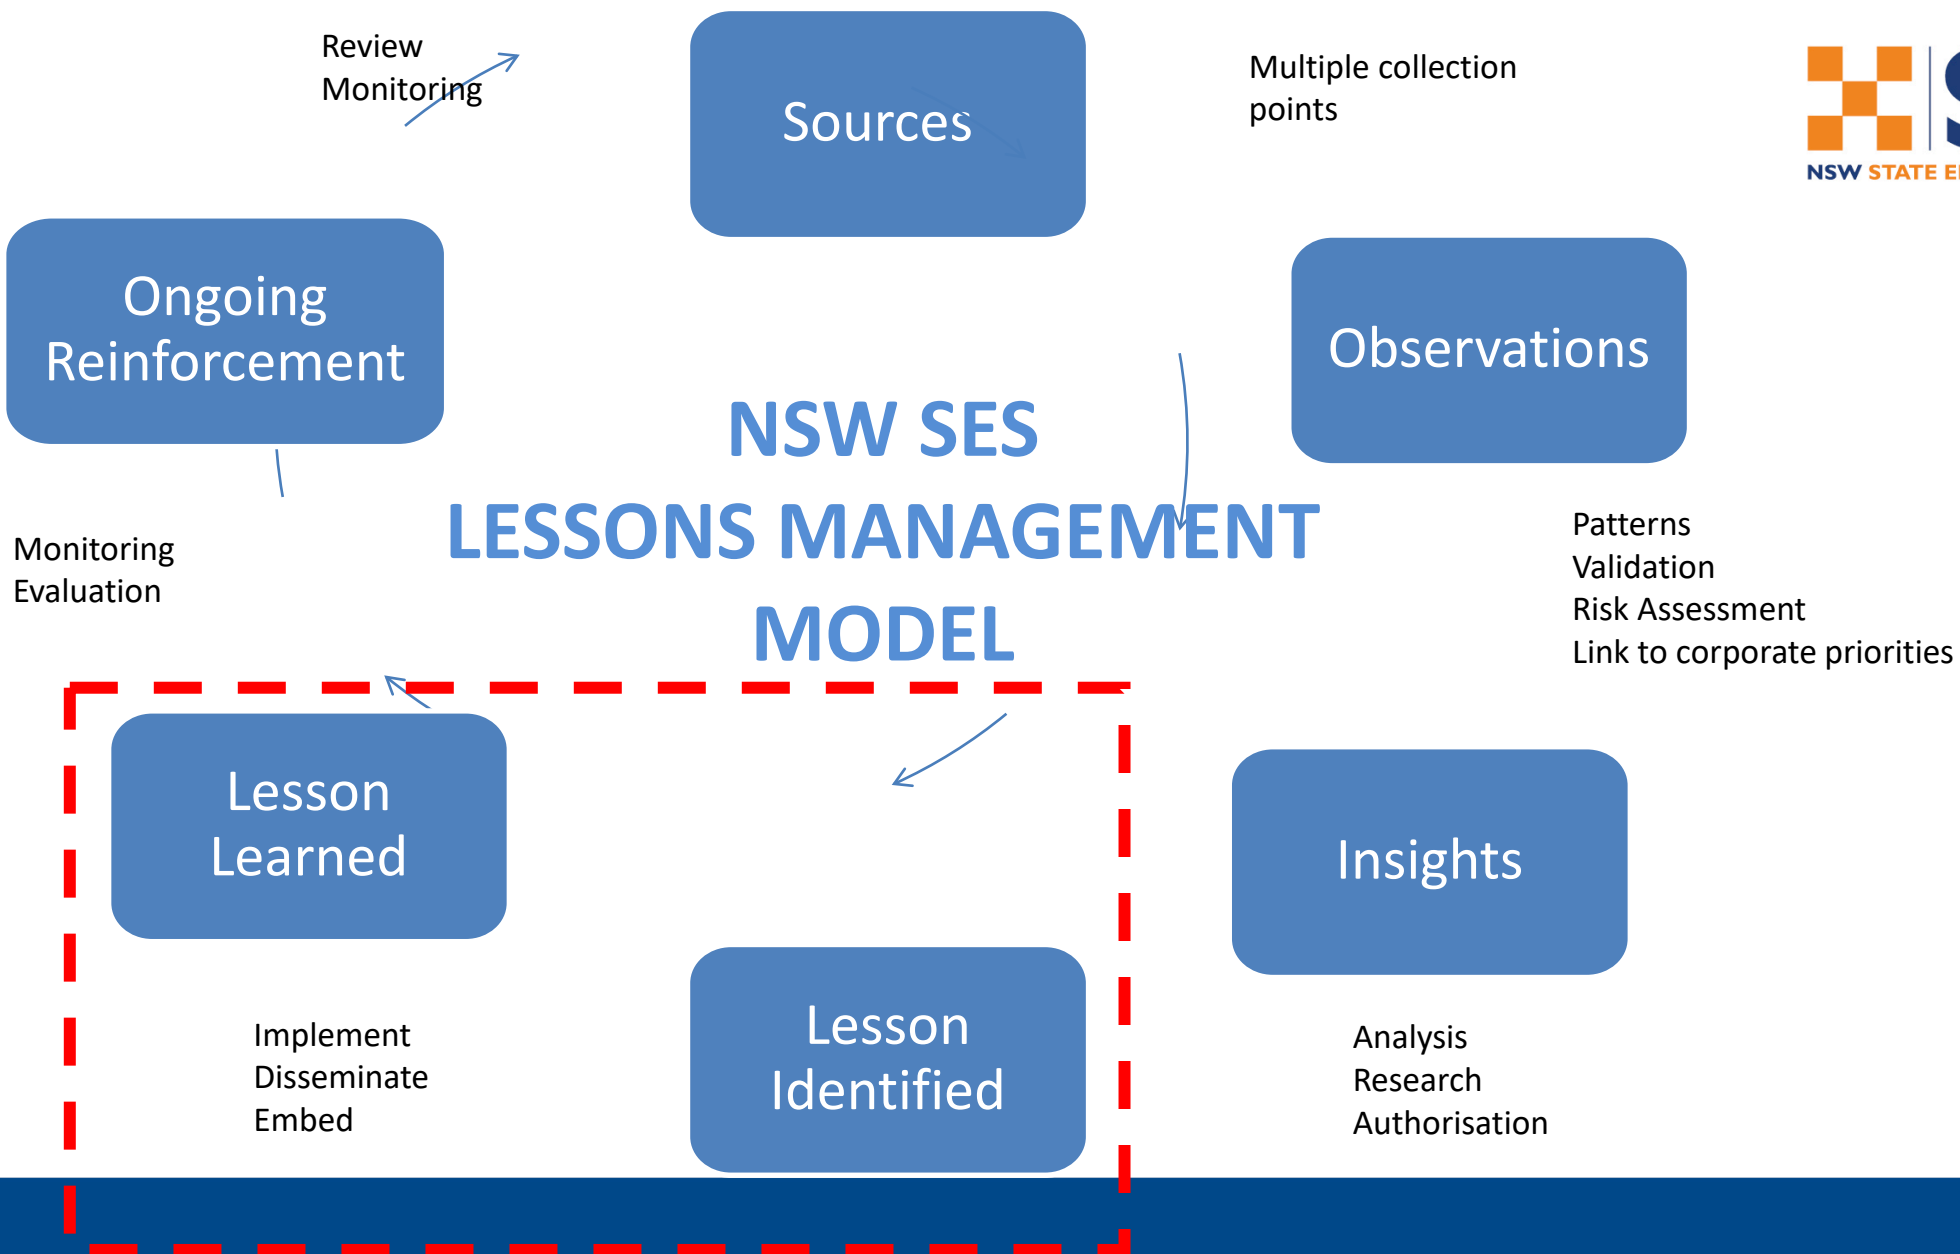 Review
Monitoring
Sources
Multiple collection
points
NSW STATE
Ongoing
Reinforcement
Observations
NSW SES
LESSONS MANAGEMENT
MODEL
Monitoring
Evaluation
Patterns
Validation
Risk Assessment
Link to corporate priorities
Lesson
Learned
Insights
Implement
Disseminate
Embed
Lesson
Identified
Analysis
Research
Authorisation